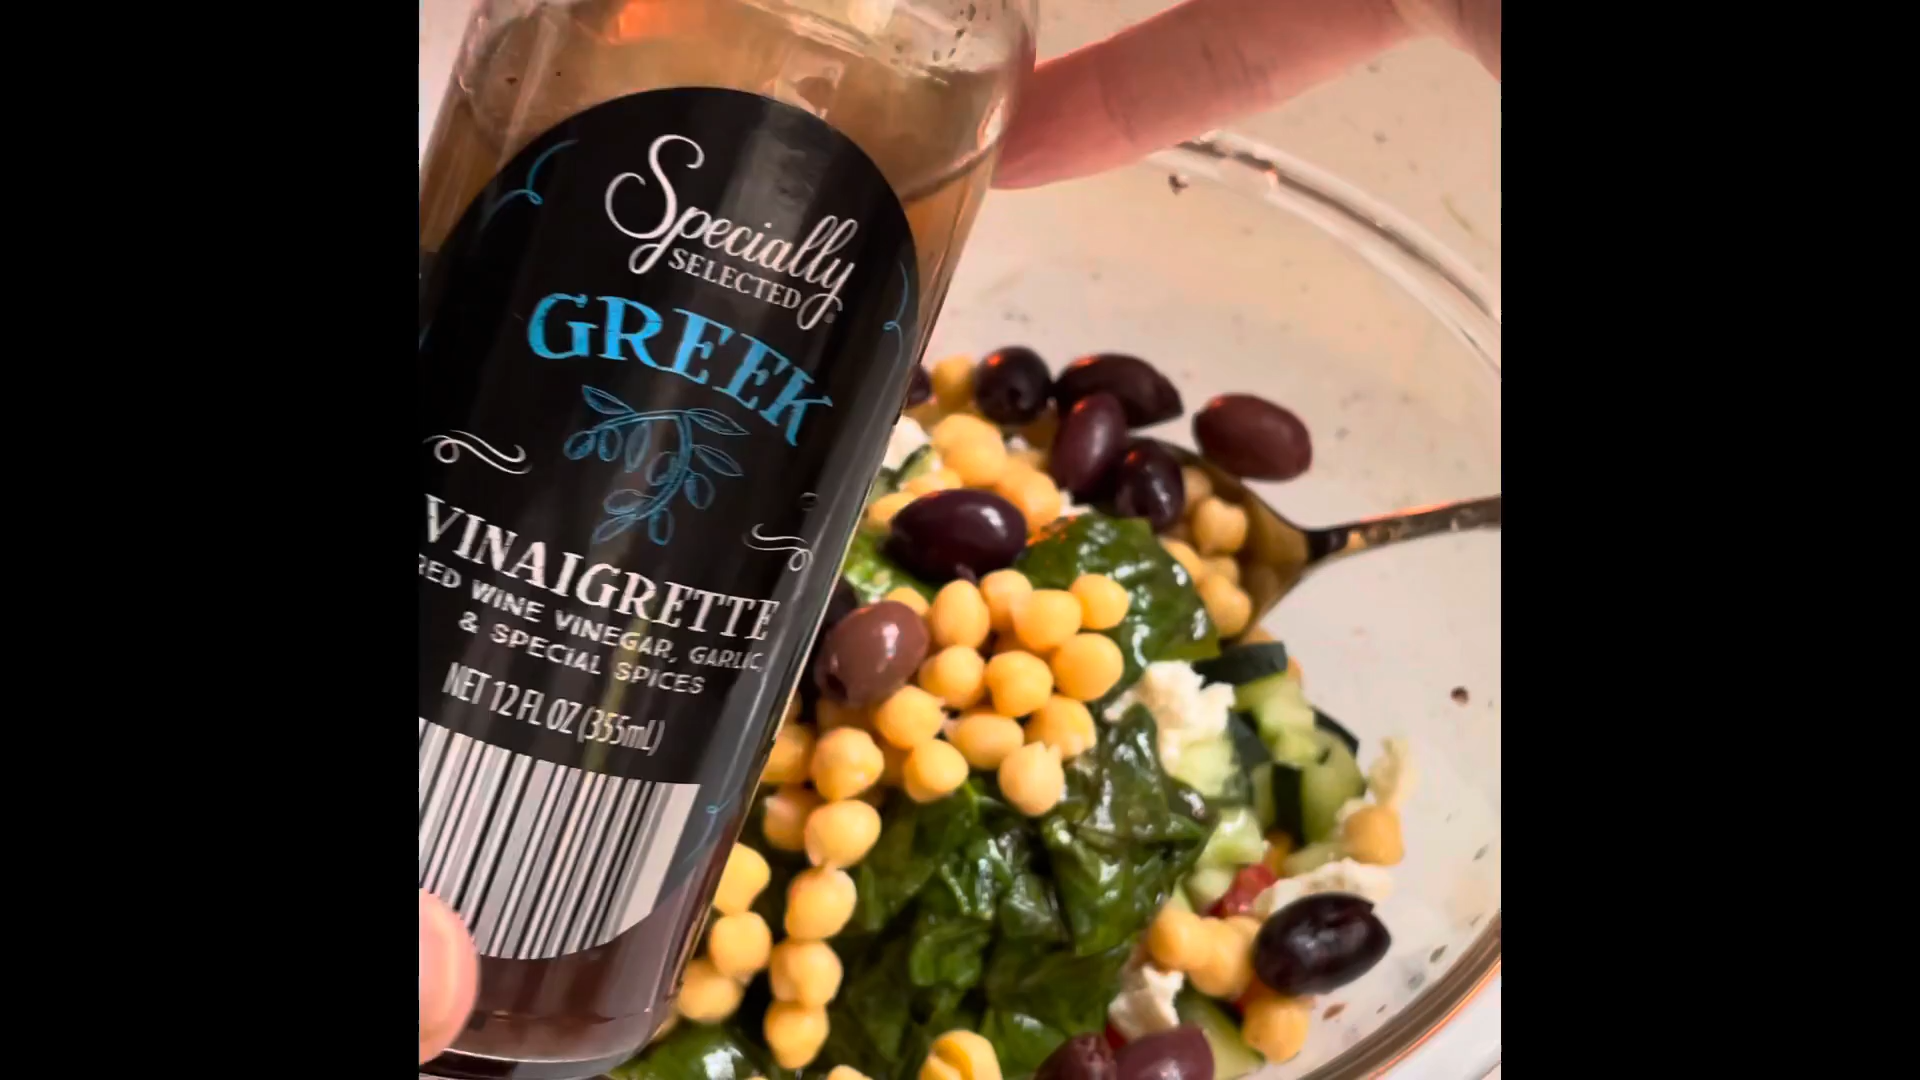 Specially
SELECTED
GREEK
VINAIGRETTE
RED WINE VINEGAR, GARLIC,
& SPECIAL SPICES
NET 12 FL OZ (355mL)